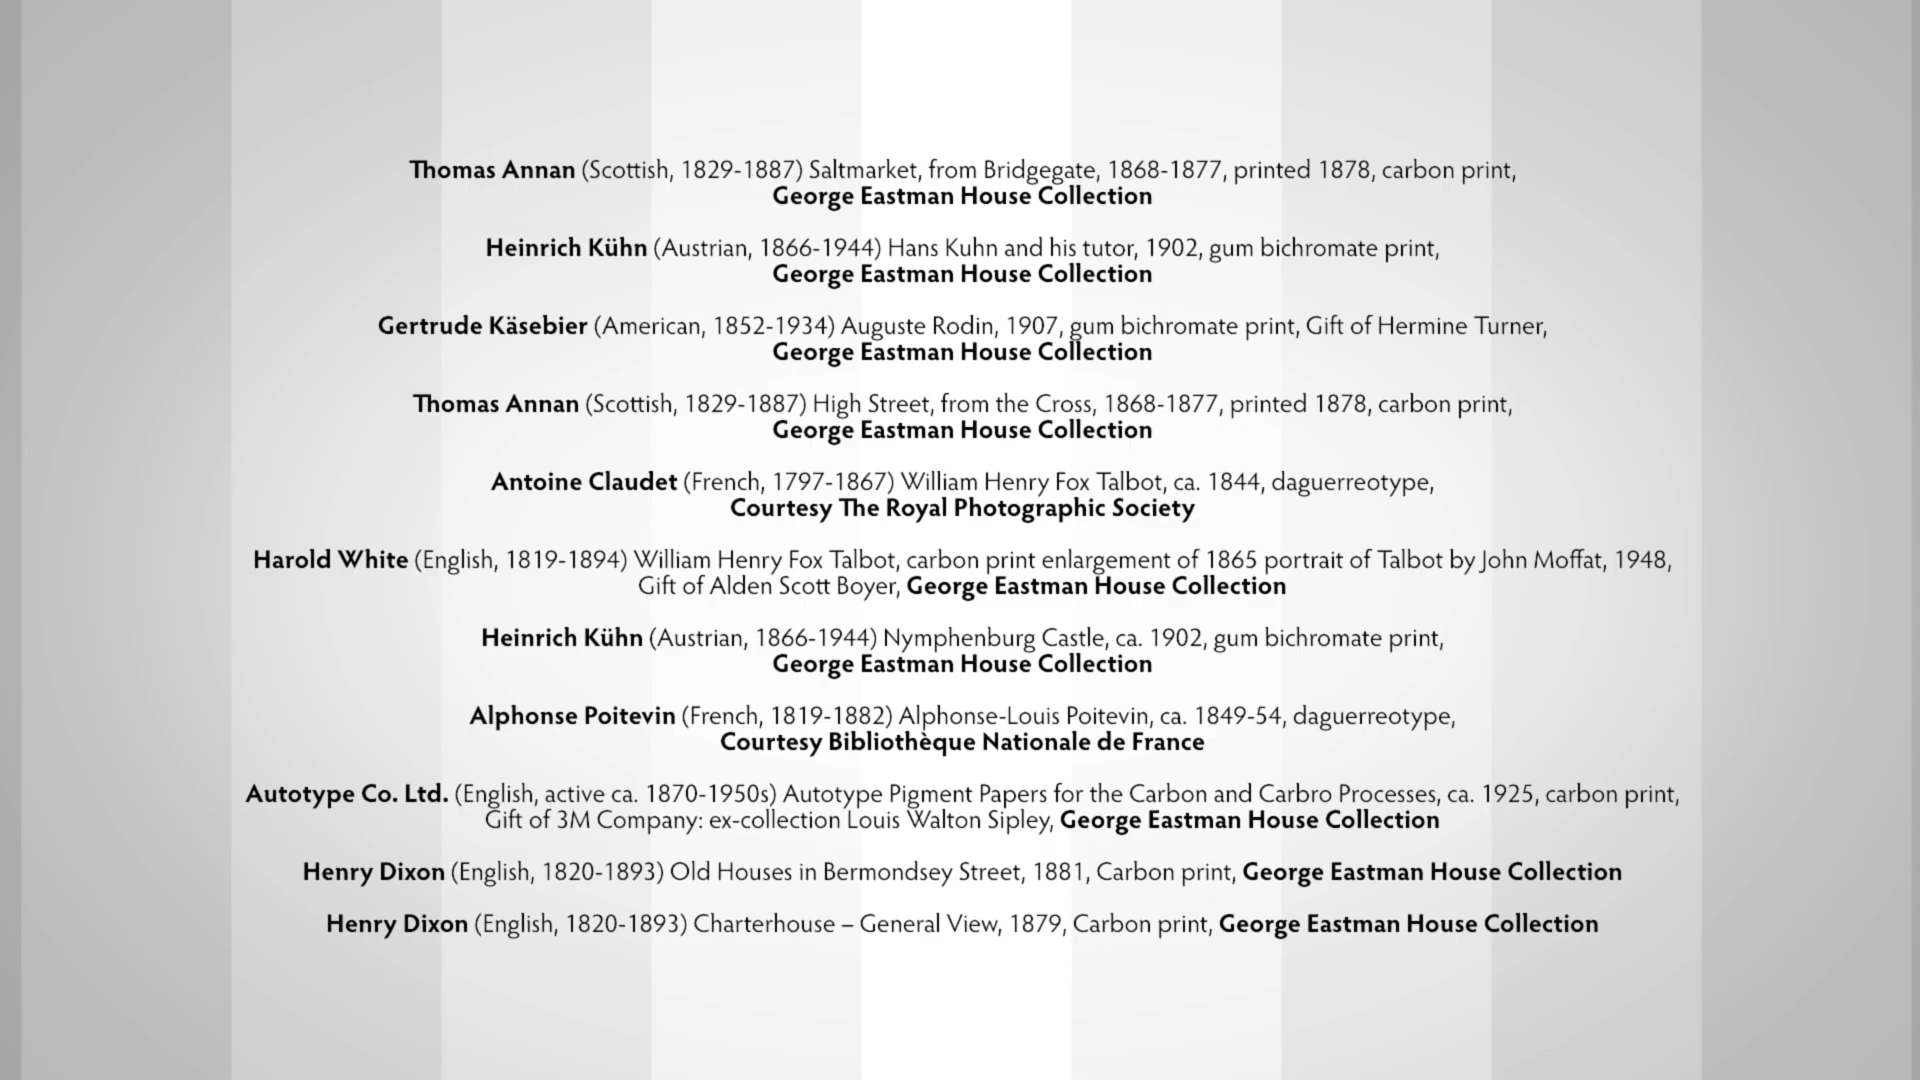 Thomas Annan (Scottish, 1829-1887) Saltmarket, from Bridgegate, 1868-1877, printed 1878, carbon print,
George Eastman House Collection
Heinrich Kühn (Austrian, 1866-1944) Hans Kuhn and his tutor, 1902, gum bichromate print,
George Eastman House Collection
Gertrude Käsebier (American, 1852-1934) Auguste Rodin, 1907, gum bichromate print, Gift of Hermine Turner,
George Eastman House Collection
Thomas Annan (Scottish, 1829-1887) High Street, from the Cross, 1868-1877, printed 1878, carbon print,
George Eastman House Collection
Antoine Claudet (French, 1797-1867) William Henry Fox Talbot, ca. 1844, daguerreotype,
Courtesy The Royal Photographic Society
Harold White (English, 1819-1894) William Henry Fox Talbot, carbon print enlargement of 1865 portrait of Talbot by John Moffat, 1948,
Gift of Alden Scott Boyer, George Eastman House Collection
Heinrich Kühn (Austrian, 1866-1944) Nymphenburg Castle, ca. 1902, gum bichromate print,
George Eastman House Collection
Alphonse Poitevin (French, 1819-1882) Alphonse-Louis Poitevin, ca. 1849-54, daguerreotype,
Courtesy Bibliothèque Nationale de France
Autotype Co. Ltd. (English, active ca. 1870-1950s) Autotype Pigment Papers for the Carbon and Carbro Processes, ca. 1925, carbon print,
Gift of 3M Company: ex-collection Louis Walton Sipley, George Eastman House Collection
Henry Dixon (English, 1820-1893) Old Houses in Bermondsey Street, 1881, Carbon print, George Eastman House Collection
Henry Dixon (English, 1820-1893) Charterhouse – General View, 1879, Carbon print, George Eastman House Collection